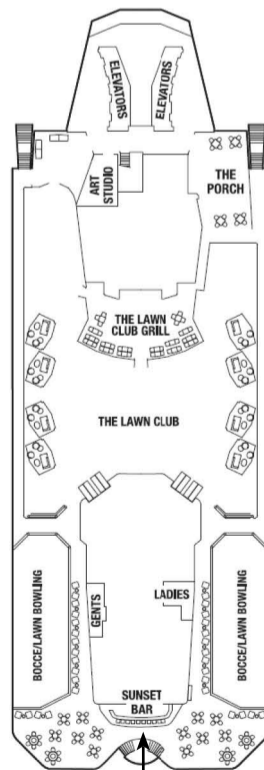 ELEVATORS
ELEVATORS
ART
STUDIO
THE
PORCH
THE LAWN
CLUB GRILL
THE LAWN CLUB
BOCCE/LAWN BOWLING
GENTS
LADIES
BOCCE/LAWN BOWLING
SUNSET
BAR